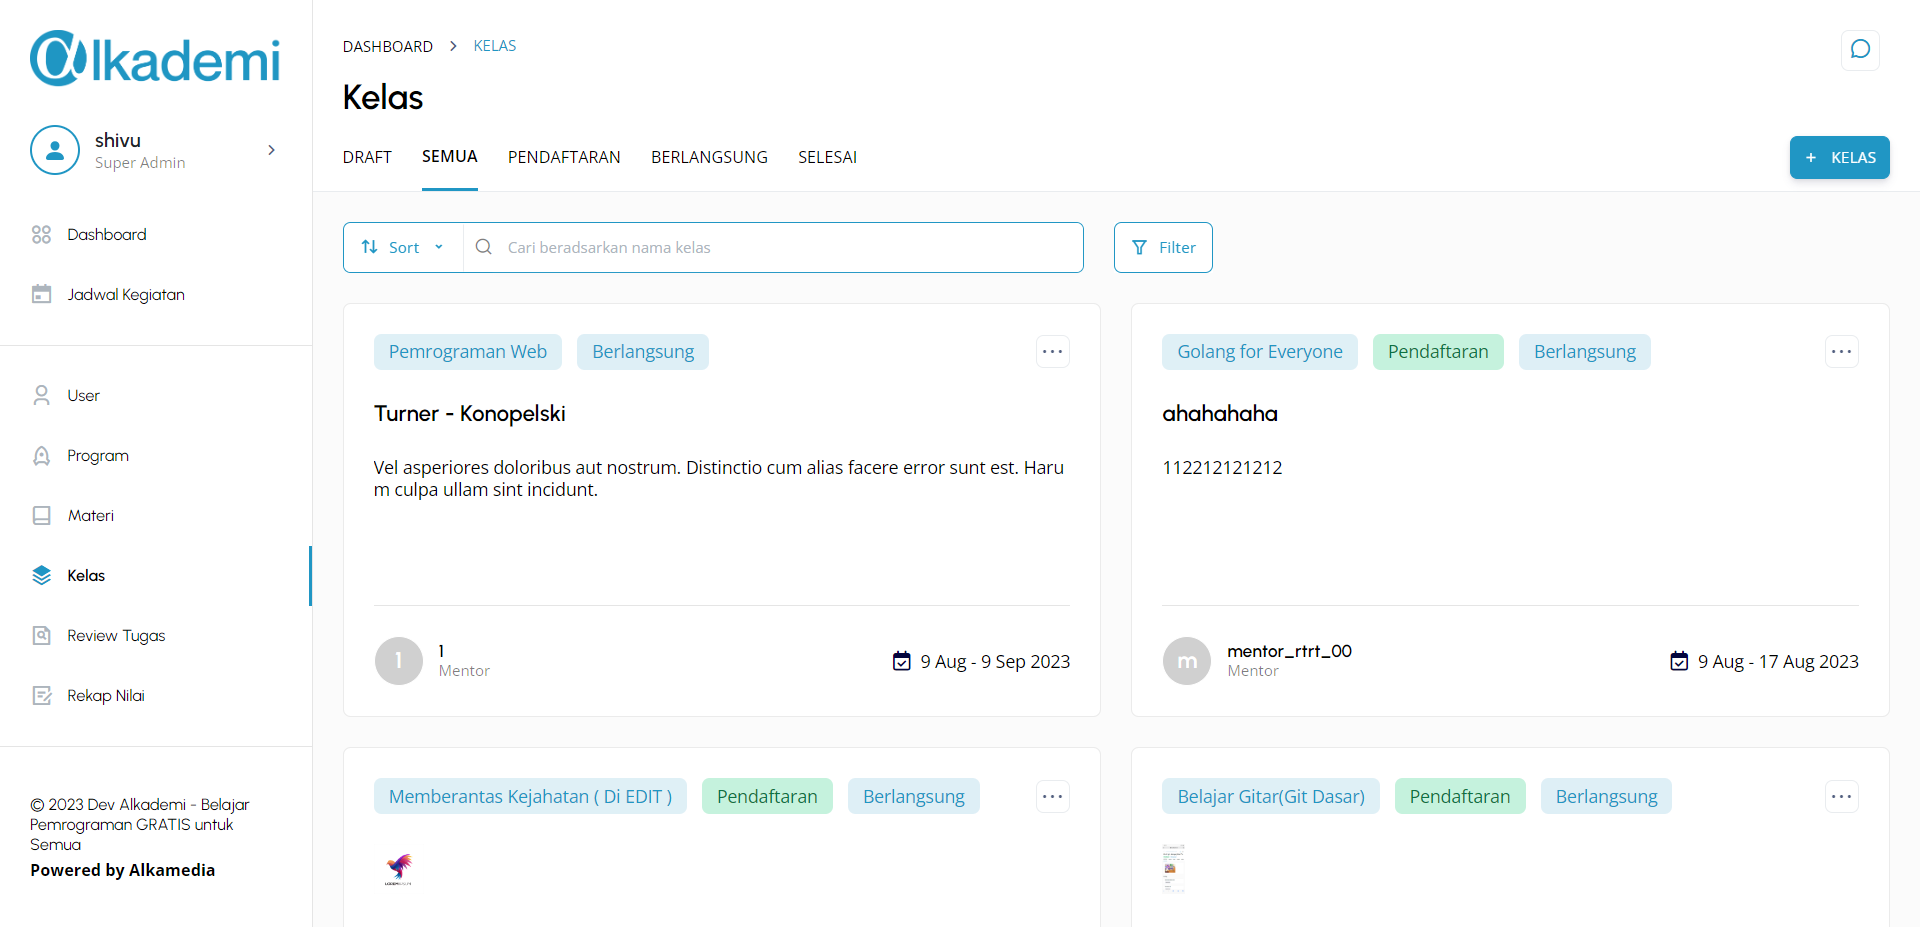 alkademi
shivu
Super Admin
Dashboard
Jadwal Kegiatan
User
Program
Materi
Kelas
Review Tugas
Rekap Nilai
© 2023 Dev Alkademi - Belajar
Pemrograman GRATIS untuk
Semua
Powered by Alkamedia
DASHBOARD > KELAS
Kelas
DRAFT SEMUA PENDAFTARAN BERLANGSUNG SELESAI
+ KELAS
Sort Cari beradsarkan nama kelas Filter
Pemrograman Web Berlangsung
Turner - Konopelski
Vel asperiores doloribus aut nostrum. Distinctio cum alias facere error sunt est. Haru
m culpa ullam sint incidunt.
1
1
Mentor
9 Aug - 9 Sep 2023
Golang for Everyone Pendaftaran Berlangsung
ahahahaha
112212121212
m
mentor_rtrt_00
Mentor
9 Aug - 17 Aug 2023
Memberantas Kejahatan ( Di EDIT ) Pendaftaran Berlangsung
Belajar Gitar(Git Dasar) Pendaftaran Berlangsung